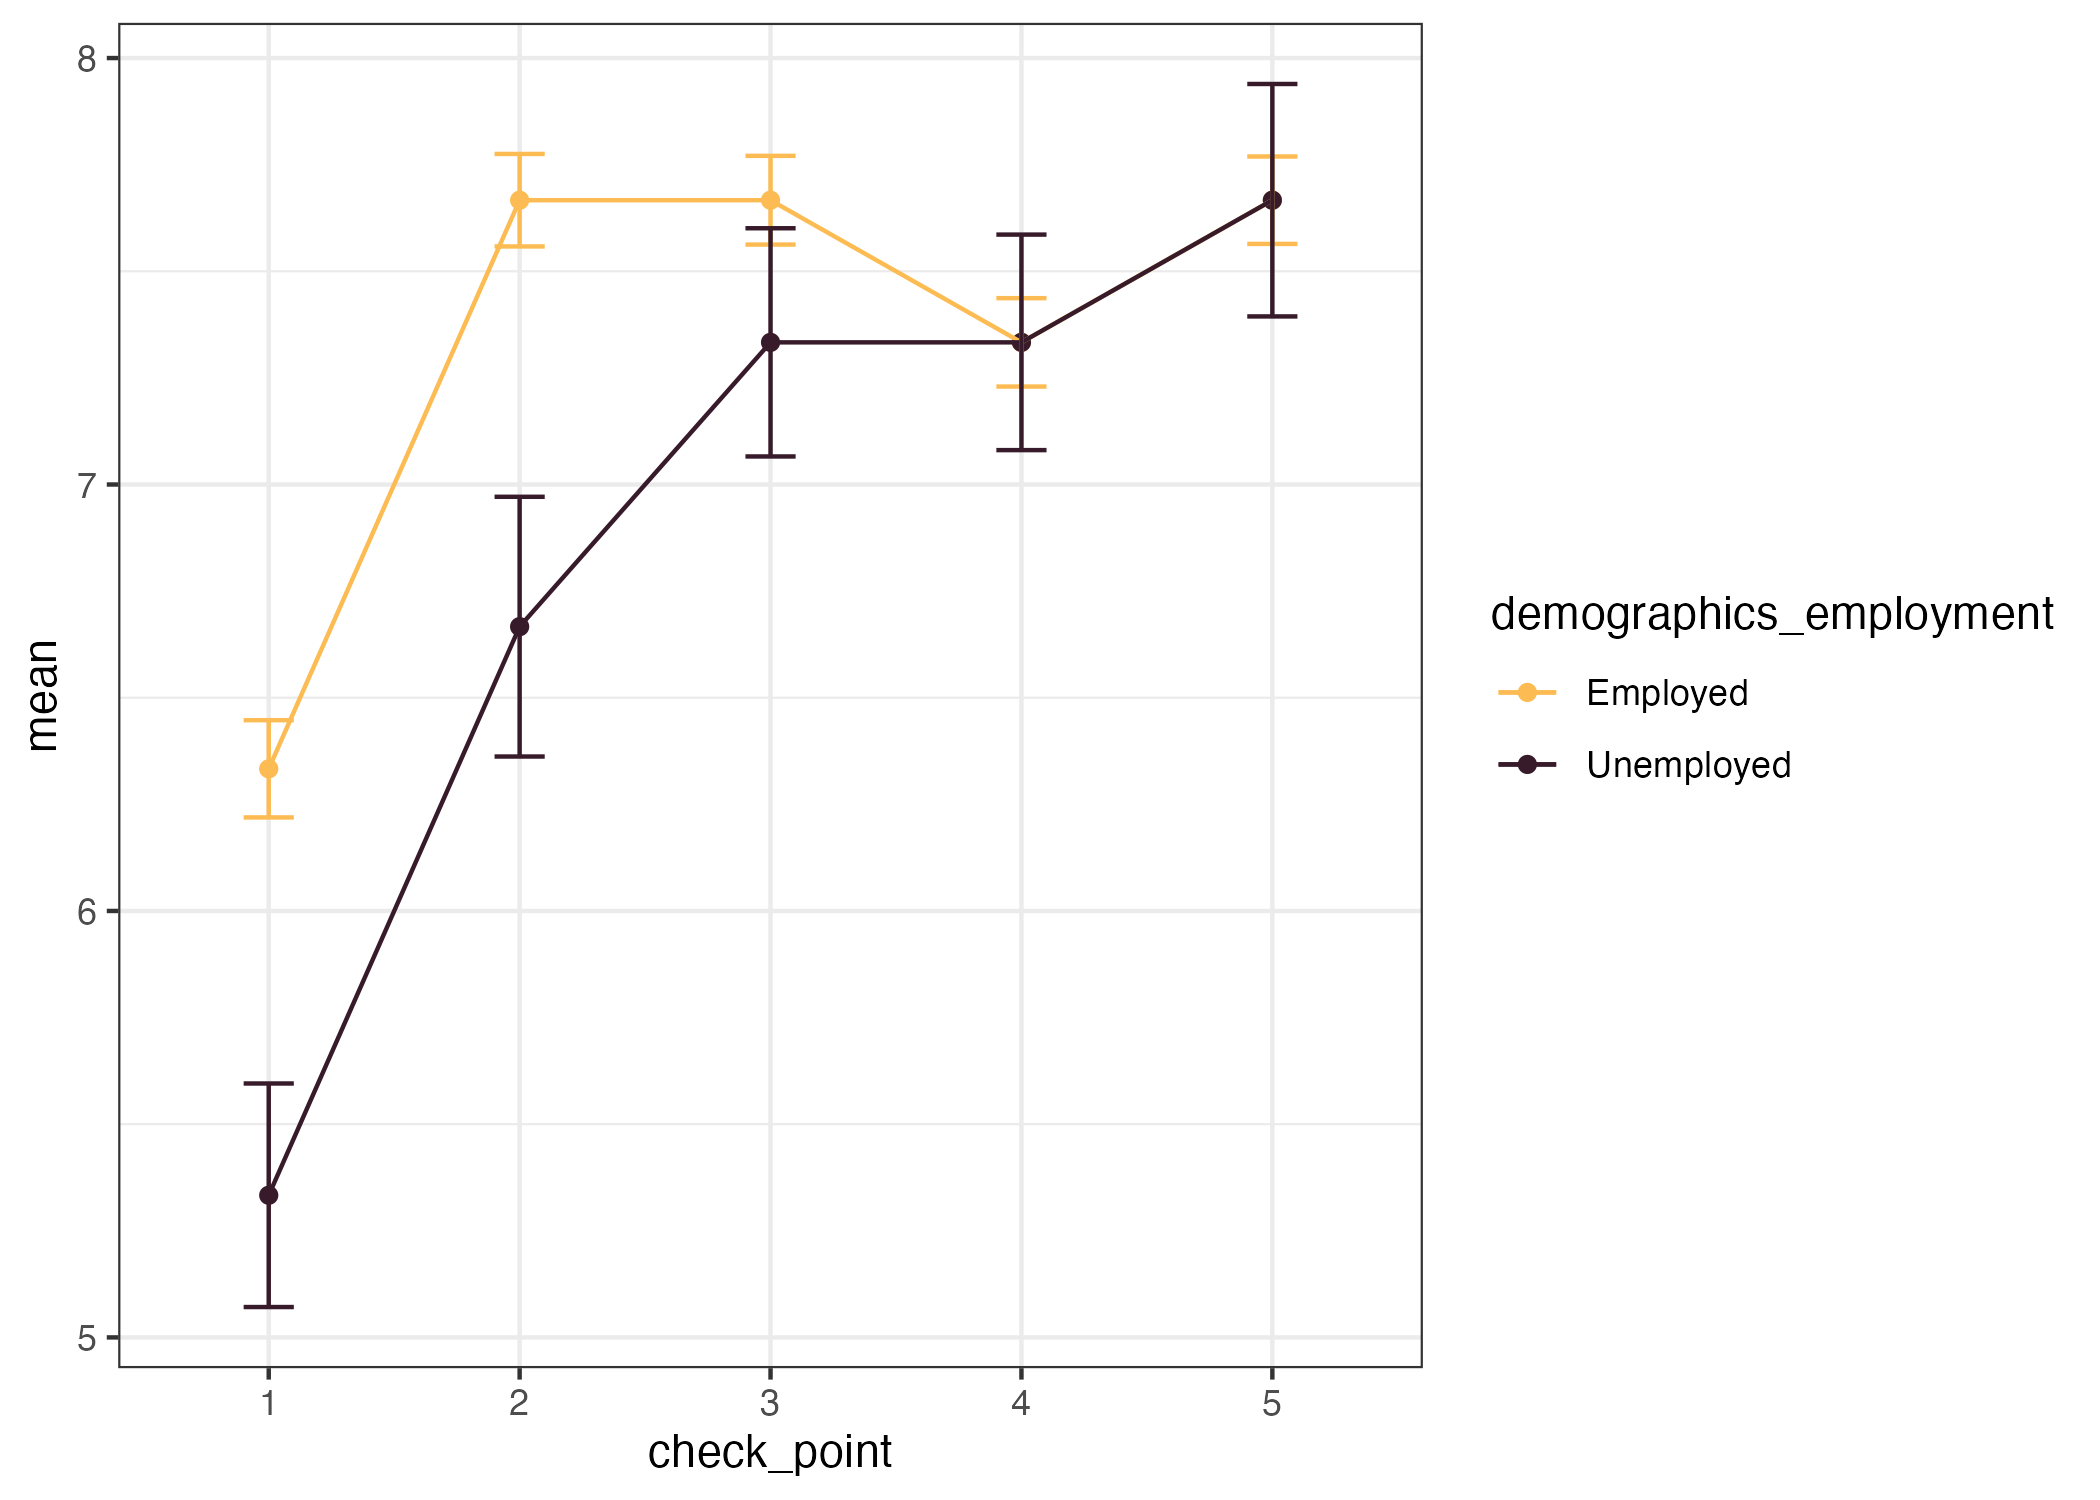 8
7
6
5
mean
1 2 3 4 5
check_point
demographics_employment
Employed
Unemployed